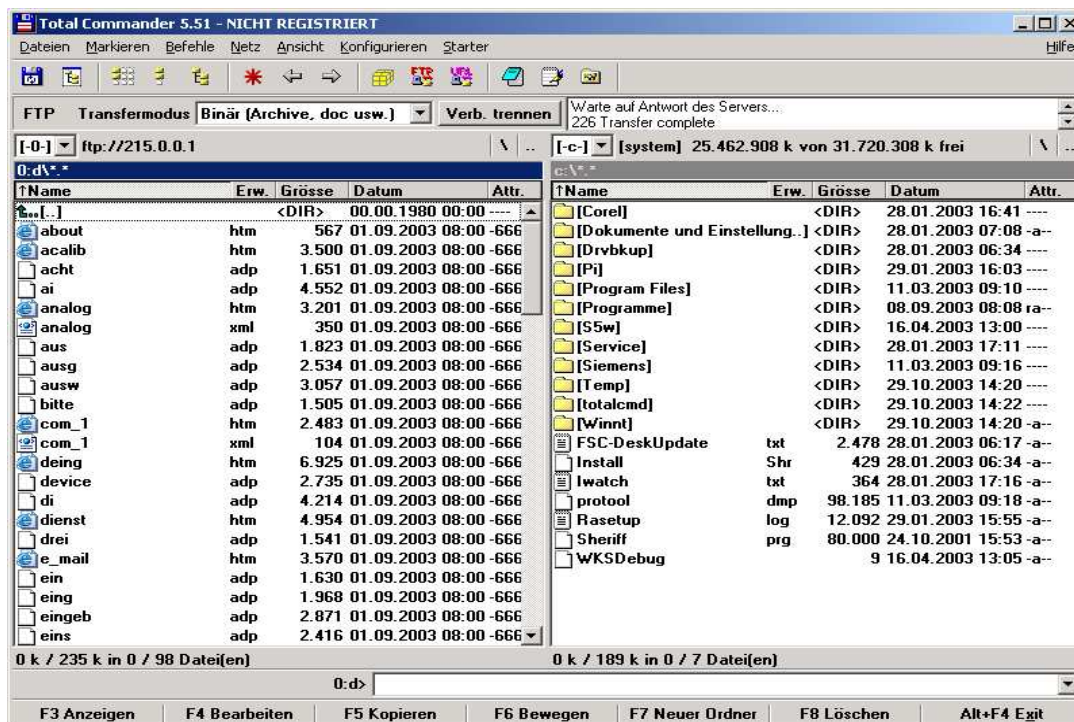 Total Commander 5.51 - NICHT REGISTRIERT
Dateien Markieren Befehle Netz Ansicht Konfigurieren Starter Hilfe
FTP Transfermodus Binär (Archive, doc usw.) Verb. trennen Warte auf Antwort des Servers...
226 Transfer complete
[-0-] ftp://215.0.0.1 \ .. [-c-] [system] 25.462.908 k von 31.720.308 k frei \ ..
0:d\*.* c:\*.*
↑Name Erw. Grösse Datum Attr. ↑Name Erw. Grösse Datum Attr.
[..] <DIR> 00.00.1980 00:00 ---- [Corel] <DIR> 28.01.2003 16:41 ----
about htm 567 01.09.2003 08:00 -666 [Dokumente und Einstellung..] <DIR> 28.01.2003 07:08 -a--
acalib htm 3.500 01.09.2003 08:00 -666 [Drvbkup] <DIR> 28.01.2003 06:34 ----
acht adp 1.651 01.09.2003 08:00 -666 [Pi] <DIR> 29.01.2003 16:03 ----
ai adp 4.552 01.09.2003 08:00 -666 [Program Files] <DIR> 11.03.2003 09:10 ----
analog htm 3.201 01.09.2003 08:00 -666 [Programme] <DIR> 08.09.2003 08:08 ra--
analog xml 350 01.09.2003 08:00 -666 [S5w] <DIR> 16.04.2003 13:00 ----
aus adp 1.823 01.09.2003 08:00 -666 [Service] <DIR> 28.01.2003 17:11 ----
ausg adp 2.534 01.09.2003 08:00 -666 [Siemens] <DIR> 11.03.2003 09:16 ----
ausw adp 3.057 01.09.2003 08:00 -666 [Temp] <DIR> 29.10.2003 14:20 ----
bitte adp 1.505 01.09.2003 08:00 -666 [totalcmd] <DIR> 29.10.2003 14:22 ----
com_1 htm 2.483 01.09.2003 08:00 -666 [Winnt] <DIR> 29.10.2003 14:20 -a--
com_1 xml 104 01.09.2003 08:00 -666 FSC-DeskUpdate txt 2.478 28.01.2003 06:17 -a--
deing htm 6.925 01.09.2003 08:00 -666 Install Shr 429 28.01.2003 06:34 -a--
device adp 2.735 01.09.2003 08:00 -666 Iwatch txt 364 28.01.2003 17:16 -a--
di adp 4.214 01.09.2003 08:00 -666 protool dmp 98.185 11.03.2003 09:18 -a--
dienst htm 4.954 01.09.2003 08:00 -666 Rasetup log 12.092 29.01.2003 15:55 -a--
drei adp 1.541 01.09.2003 08:00 -666 Sheriff prg 80.000 24.10.2001 15:53 -a--
e_mail htm 3.570 01.09.2003 08:00 -666 WKSDebug 9 16.04.2003 13:05 -a--
ein adp 1.630 01.09.2003 08:00 -666
eing adp 1.968 01.09.2003 08:00 -666
eingeb adp 2.871 01.09.2003 08:00 -666
eins adp 2.416 01.09.2003 08:00 -666
0 k / 235 k in 0 / 98 Datei(en) 0 k / 189 k in 0 / 7 Datei(en)
0:d>
F3 Anzeigen F4 Bearbeiten F5 Kopieren F6 Bewegen F7 Neuer Ordner F8 Löschen Alt+F4 Exit